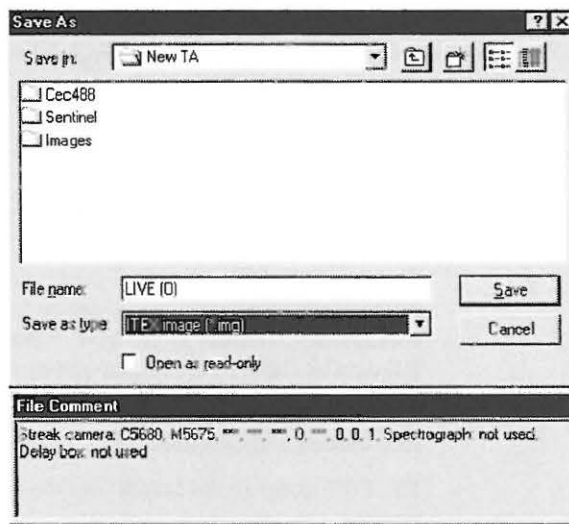 Save As
Save in: New TA
Cec488
Sentinel
Images
File name: LIVE (0)
Save
Save as type: ITEX image (*.img)
Cancel
Open as read-only
File Comment
Streak camera: C5680, M5675, "", "", "", 0, "", 0, 0, 1, Spectrograph: not used,
Delay box: not used